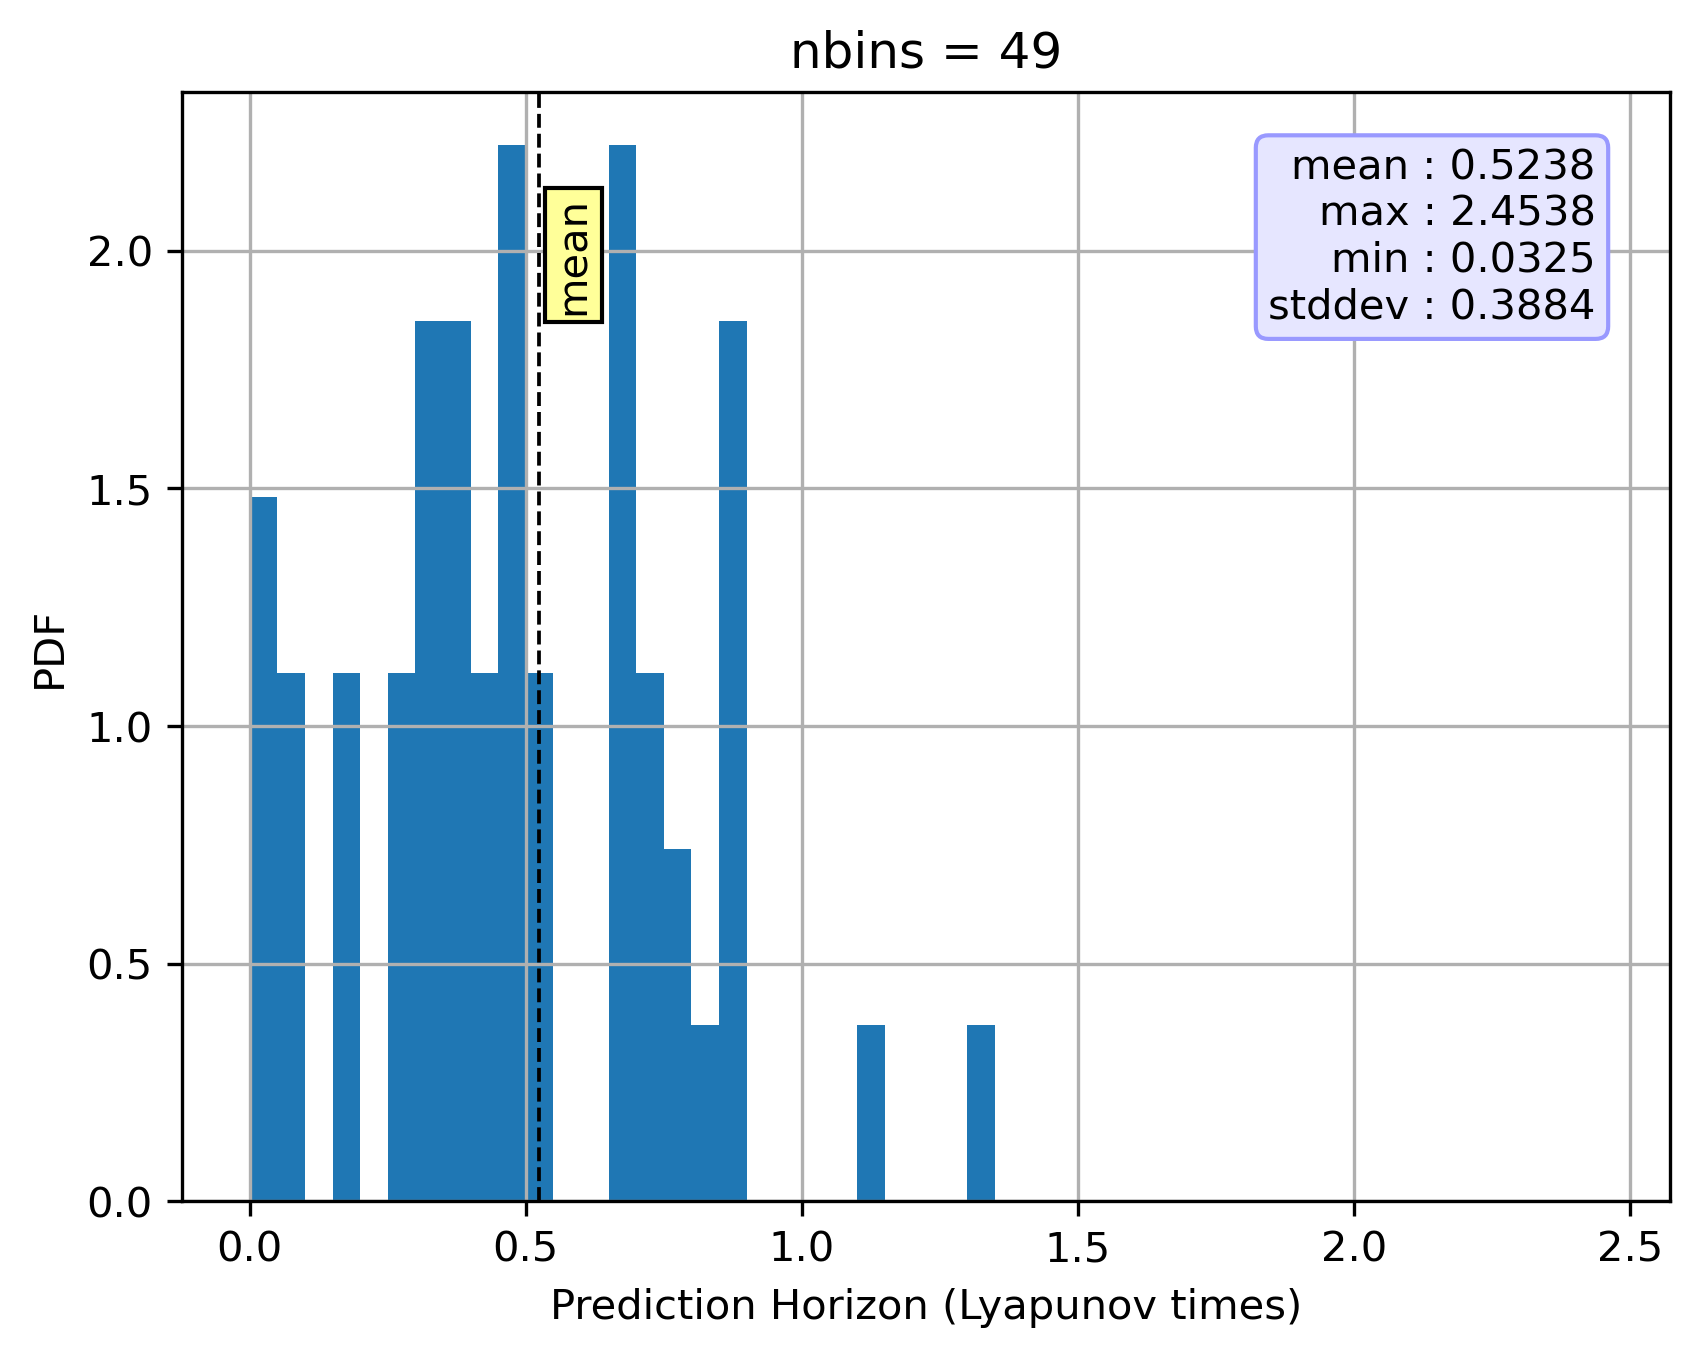 nbins = 49
mean : 0.5238
max : 2.4538
min : 0.0325
stddev : 0.3884
mean
PDF
2.0
1.5
1.0
0.5
0.0
0.0 0.5 1.0 1.5 2.0 2.5
Prediction Horizon (Lyapunov times)